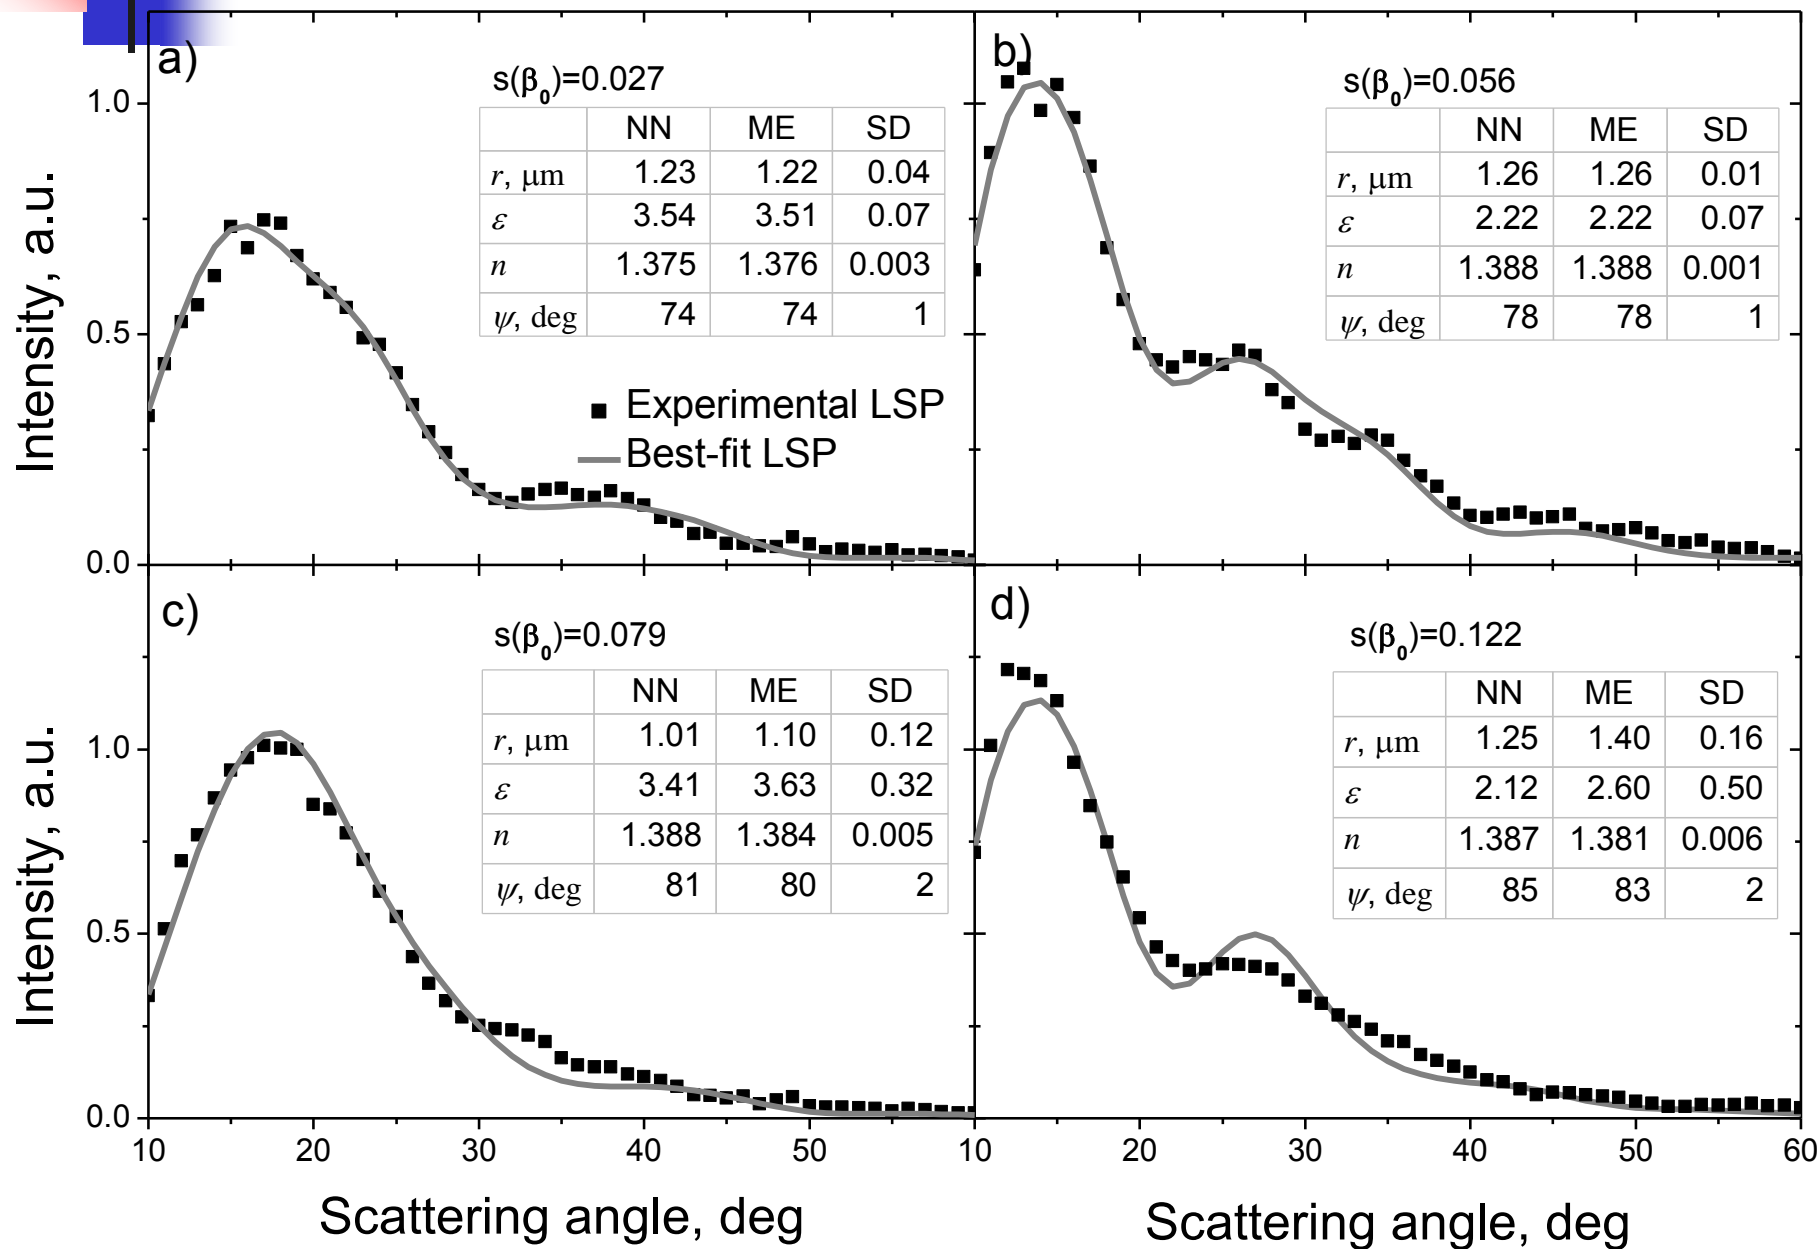 a)
s(β0)=0.027
NN ME SD
r, μm 1.23 1.22 0.04
ε 3.54 3.51 0.07
n 1.375 1.376 0.003
ψ, deg 74 74 1
Experimental LSP
Best-fit LSP
Intensity, a.u.
1.0
0.5
0.0
b)
s(β0)=0.056
NN ME SD
r, μm 1.26 1.26 0.01
ε 2.22 2.22 0.07
n 1.388 1.388 0.001
ψ, deg 78 78 1
c)
s(β0)=0.079
NN ME SD
r, μm 1.01 1.10 0.12
ε 3.41 3.63 0.32
n 1.388 1.384 0.005
ψ, deg 81 80 2
Intensity, a.u.
1.0
0.5
0.0
10 20 30 40 50
Scattering angle, deg
d)
s(β0)=0.122
NN ME SD
r, μm 1.25 1.40 0.16
ε 2.12 2.60 0.50
n 1.387 1.381 0.006
ψ, deg 85 83 2
10 20 30 40 50 60
Scattering angle, deg